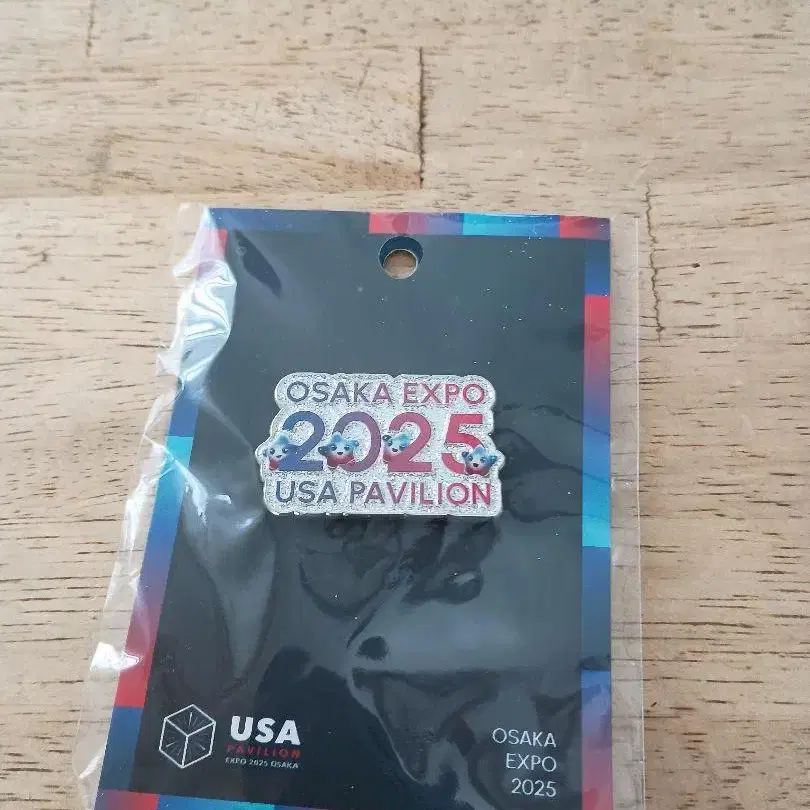 OSAKA EXPO
2025
USA PAVILION
USA
PAVILION
EXPO 2025 OSAKA
OSAKA
EXPO
2025